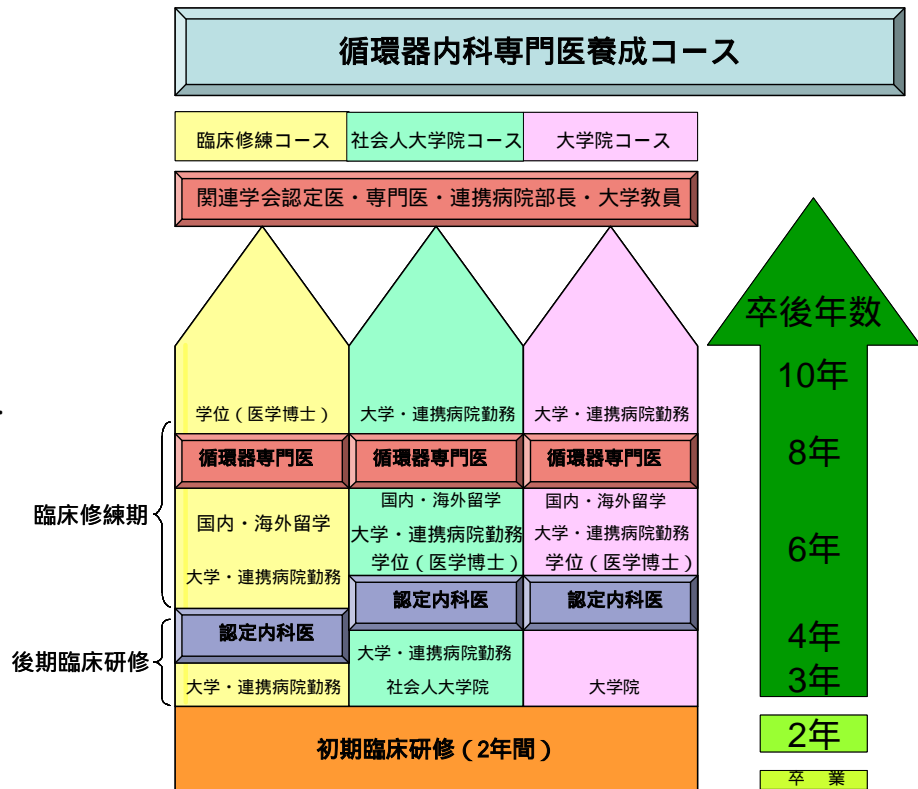 循環器内科専門医養成コース
臨床修練コース
社会人大学院コース
大学院コース
関連学会認定医・専門医・連携病院部長・大学教員
卒後年数
10年
学位(医学博士)
大学・連携病院勤務
大学・連携病院勤務
循環器専門医
循環器専門医
循環器専門医
8年
臨床修練期
国内・海外留学
大学・連携病院勤務
国内・海外留学
大学・連携病院勤務
学位(医学博士)
国内・海外留学
大学・連携病院勤務
学位(医学博士)
6年
認定内科医
認定内科医
認定内科医
4年
後期臨床研修
大学・連携病院勤務
大学・連携病院勤務
社会人大学院
大学院
3年
初期臨床研修(2年間)
2年
卒 業